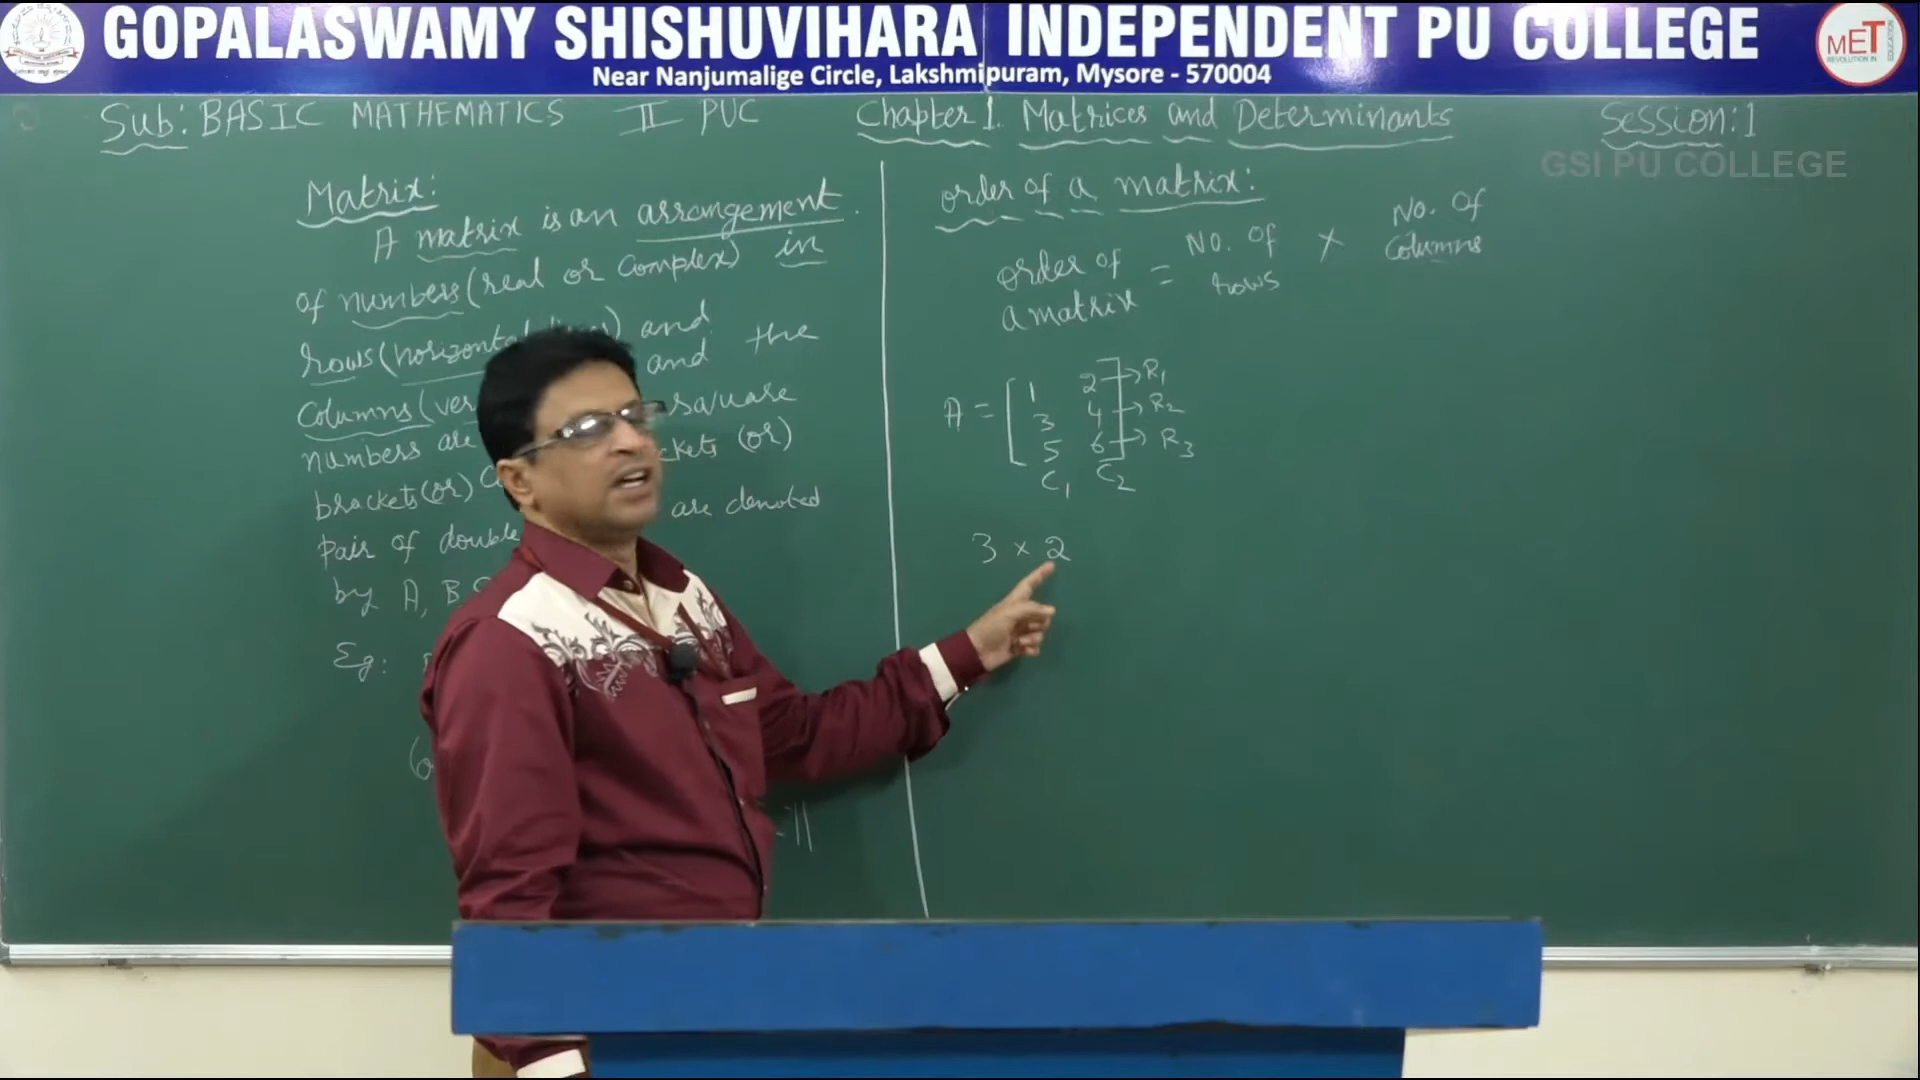 GOPALASWAMY SHISHUVIHARA INDEPENDENT PU COLLEGE
Near Nanjumalige Circle, Lakshmipuram, Mysore - 570004
MET
Sub: BASIC MATHEMATICS II PUC Chapter 1. Matrices and Determinants Session: 1
GSI PU COLLEGE
Matrix:
A matrix is an arrangement
of numbers (real or complex) in
rows (horizontal) and
Columns (ver and the
numbers are square
brackets (or) ckets (or)
pair of double are denoted
by A, B
Eg:
order of a matrix:
order of a matrix = No. of rows × No. of Columns
A = [ 1 2 ] → R1
3 4 → R2
5 6 → R3
C1 C2
3 × 2